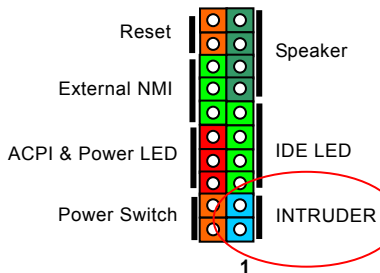 Reset
Speaker
External NMI
ACPI & Power LED
IDE LED
Power Switch
INTRUDER
1